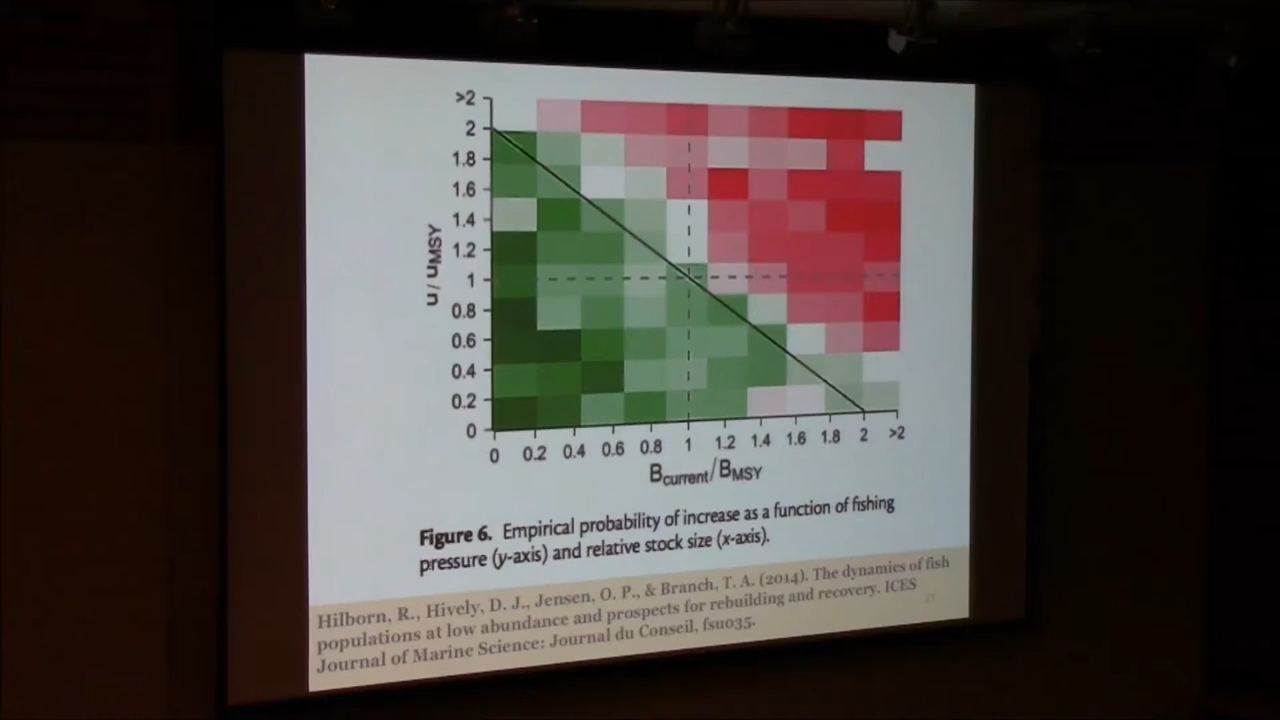 >2
2
1.8
1.6
1.4
1.2
1
0.8
0.6
0.4
0.2
0
u/uMSY
0 0.2 0.4 0.6 0.8 1 1.2 1.4 1.6 1.8 2 >2
Bcurrent/BMSY
Figure 6. Empirical probability of increase as a function of fishing
pressure (y-axis) and relative stock size (x-axis).
Hilborn, R., Hively, D. J., Jensen, O. P., & Branch, T. A. (2014). The dynamics of fish
populations at low abundance and prospects for rebuilding and recovery. ICES
Journal of Marine Science: Journal du Conseil, fsu035.